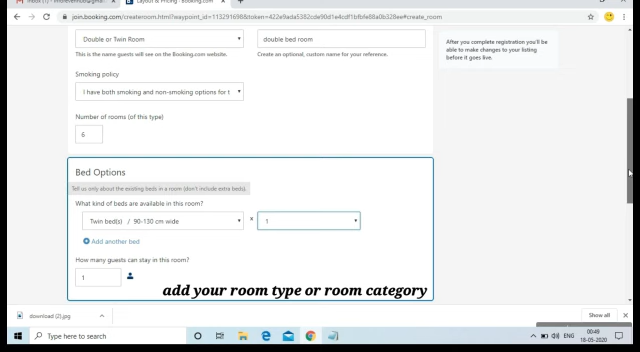 Layout & Pricing - Booking.com
join.booking.com/createroom.html?waypoint_id=113291698&token=422e9ada5382cda90d1e4cdf1bfbfe88a0b328ee#create_room
Double or Twin Room
double bed room
This is the name guests will see on the Booking.com website.
Create an optional, custom name for your reference.
After you complete registration you'll be
able to make changes to your listing
before it goes live.
Smoking policy
I have both smoking and non-smoking options for t
Number of rooms (of this type)
6
Bed Options
Tell us only about the existing beds in a room (don't include extra beds).
What kind of beds are available in this room?
Twin bed(s) / 90-130 cm wide
×
1
Add another bed
How many guests can stay in this room?
1
add your room type or room category
download (2).jpg
Show all
Type here to search
ENG
00:49
18-05-2020